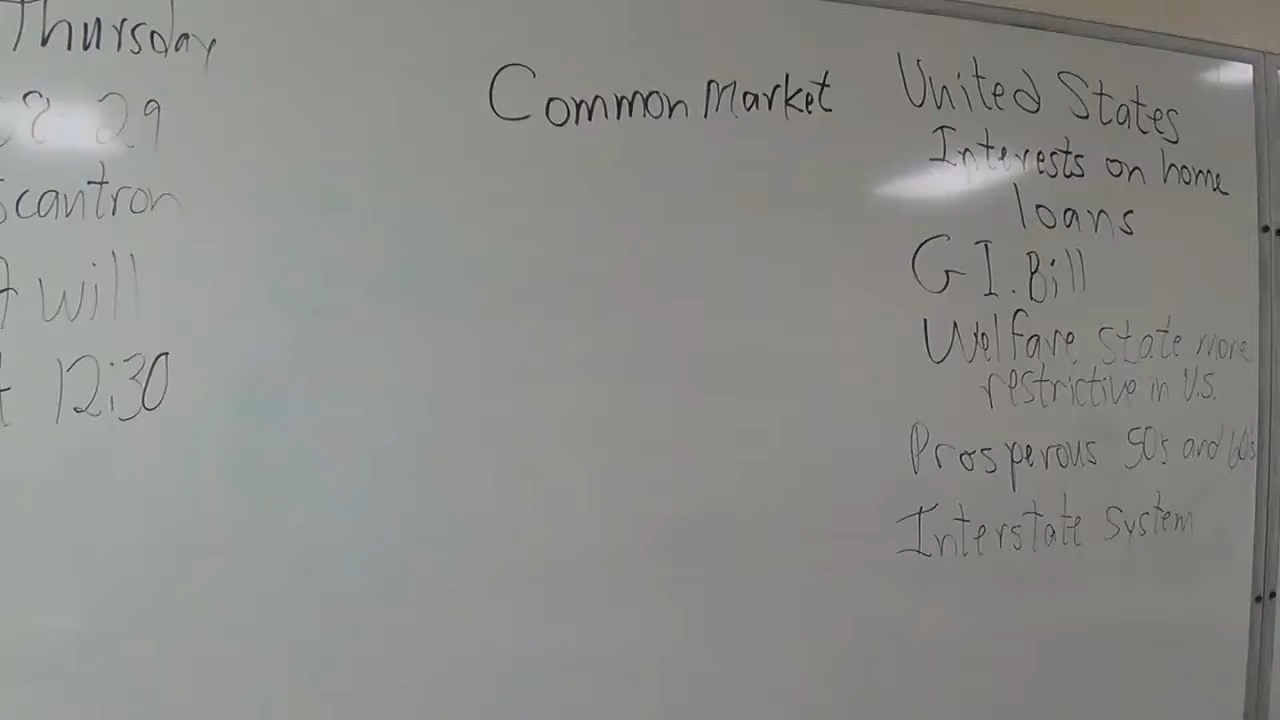 Thursday
29
Scantron
will
12:30
Common Market
United States
Interests on home
loans
G I. Bill
Welfare state more
restrictive in U.S.
Prosperous 50s and 60s
Interstate System